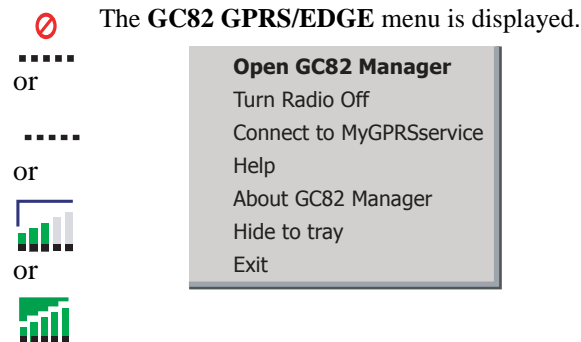 The GC82 GPRS/EDGE menu is displayed.
or
or
or
Open GC82 Manager
Turn Radio Off
Connect to MyGPRSservice
Help
About GC82 Manager
Hide to tray
Exit